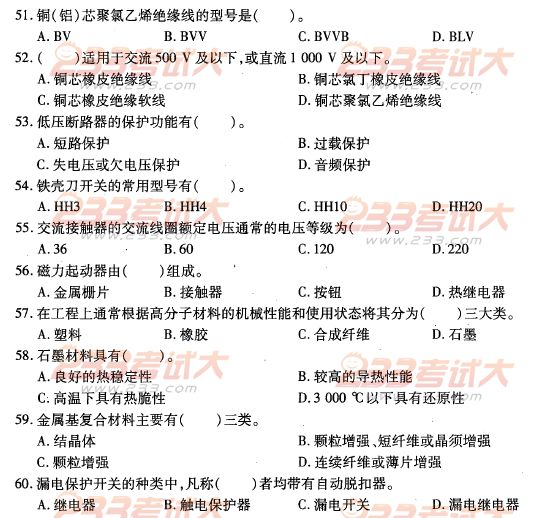 51.铜(铝)芯聚氯乙烯绝缘线的型号是(　　)。
A.BV　B.BVV　C.BVVB　D.BLV
52.(　　)适用于交流500 V及以下,或直流1 000 V及以下。
A.铜芯橡皮绝缘线　B.铜芯氯丁橡皮绝缘线
C.铜芯橡皮绝缘软线　D.铜芯聚氯乙烯绝缘线
53.低压断路器的保护功能有(　　)。
A.短路保护　B.过载保护
C.失电压或欠电压保护　D.音频保护
54.铁壳刀开关的常用型号有(　　)。
A.HH3　B.HH4　C.HH10　D.HH20
55.交流接触器的交流线圈额定电压通常的电压等级为(　　)。
A.36　B.60　C.120　D.220
56.磁力起动器由(　　)组成。
A.金属栅片　B.接触器　C.按钮　D.热继电器
57.在工程上通常根据高分子材料的机械性能和使用状态将其分为(　　)三大类。
A.塑料　B.橡胶　C.合成纤维　D.石墨
58.石墨材料具有(　　)。
A.良好的热稳定性　B.较高的导热性能
C.高温下具有热脆性　D.3 000 ℃以下具有还原性
59.金属基复合材料主要有(　　)三类。
A.结晶体　B.颗粒增强、短纤维或晶须增强
C.颗粒增强　D.连续纤维或薄片增强
60.漏电保护开关的种类中,凡称(　　)者均带有自动脱扣器。
A.继电器　B.触电保护器　C.漏电开关　D.漏电继电器
233考试大
www.233.com